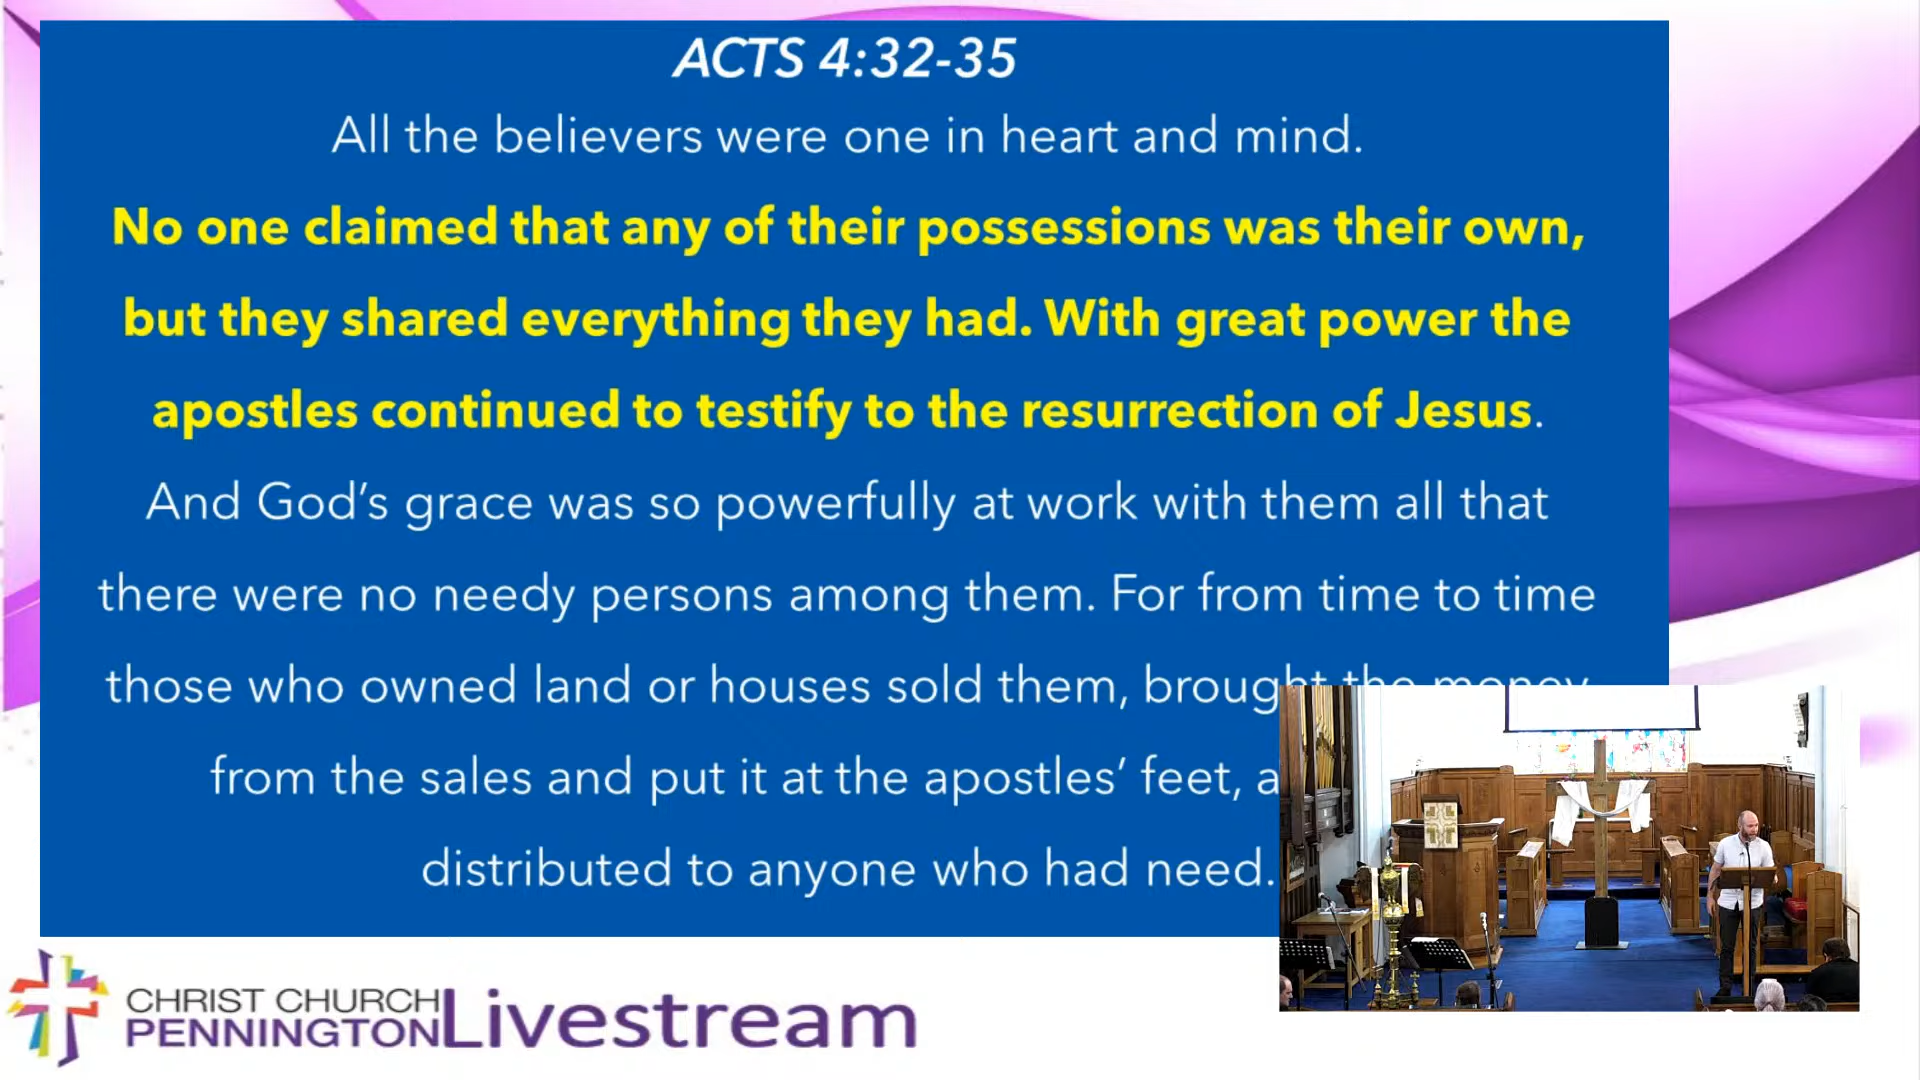 ACTS 4:32-35
All the believers were one in heart and mind.
No one claimed that any of their possessions was their own,
but they shared everything they had. With great power the
apostles continued to testify to the resurrection of Jesus.
And God’s grace was so powerfully at work with them all that
there were no needy persons among them. For from time to time
those who owned land or houses sold them, brought the money
from the sales and put it at the apostles’ feet, a
distributed to anyone who had need.
CHRIST CHURCH
PENNINGTON Livestream